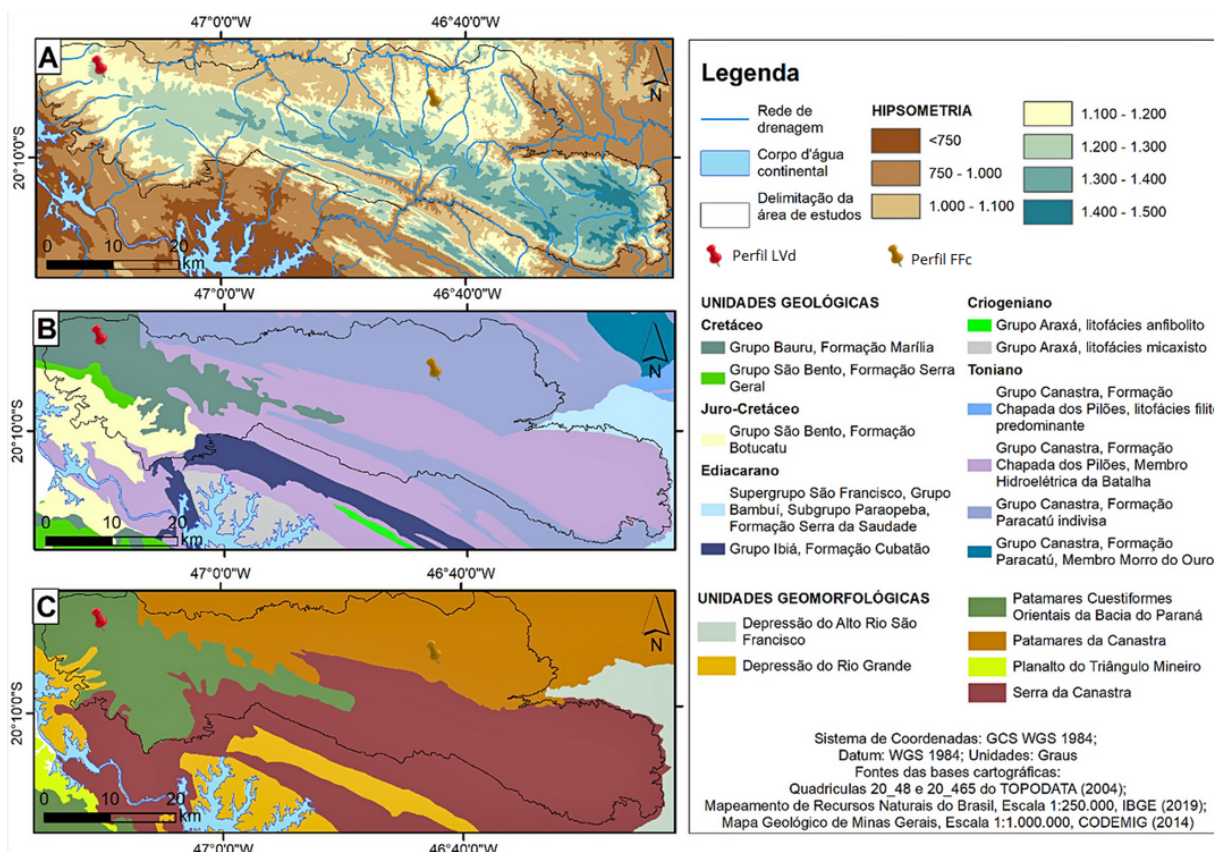 47°0'0"W
46°40'0"W
A
N
20°10'0"S
0
10
20
km
47°0'0"W
46°40'0"W
B
N
20°10'0"S
0
10
20
km
47°0'0"W
46°40'0"W
C
N
20°10'0"S
0
10
20
km
47°0'0"W
46°40'0"W
Legenda
Rede de
drenagem
Corpo d'água
continental
Delimitação da
área de estudos
HIPSOMETRIA
<750
750 - 1.000
1.000 - 1.100
1.100 - 1.200
1.200 - 1.300
1.300 - 1.400
1.400 - 1.500
Perfil LVd
Perfil FFc
UNIDADES GEOLÓGICAS
Cretáceo
Grupo Bauru, Formação Marília
Grupo São Bento, Formação Serra
Geral
Juro-Cretáceo
Grupo São Bento, Formação
Botucatu
Ediacarano
Supergrupo São Francisco, Grupo
Bambuí, Subgrupo Paraopeba,
Formação Serra da Saudade
Grupo Ibiá, Formação Cubatão
Criogeniano
Grupo Araxá, litofácies anfibolito
Grupo Araxá, litofácies micaxisto
Toniano
Grupo Canastra, Formação
Chapada dos Pilões, litofácies filito
predominante
Grupo Canastra, Formação
Chapada dos Pilões, Membro
Hidroelétrica da Batalha
Grupo Canastra, Formação
Paracatú indivisa
Grupo Canastra, Formação
Paracatú, Membro Morro do Ouro
UNIDADES GEOMORFOLÓGICAS
Depressão do Alto Rio São
Francisco
Depressão do Rio Grande
Patamares Cuestiformes
Orientais da Bacia do Paraná
Patamares da Canastra
Planalto do Triângulo Mineiro
Serra da Canastra
Sistema de Coordenadas: GCS WGS 1984;
Datum: WGS 1984; Unidades: Graus
Fontes das bases cartográficas:
Quadriculas 20_48 e 20_465 do TOPODATA (2004);
Mapeamento de Recursos Naturais do Brasil, Escala 1:250.000, IBGE (2019);
Mapa Geológico de Minas Gerais, Escala 1:1.000.000, CODEMIG (2014)